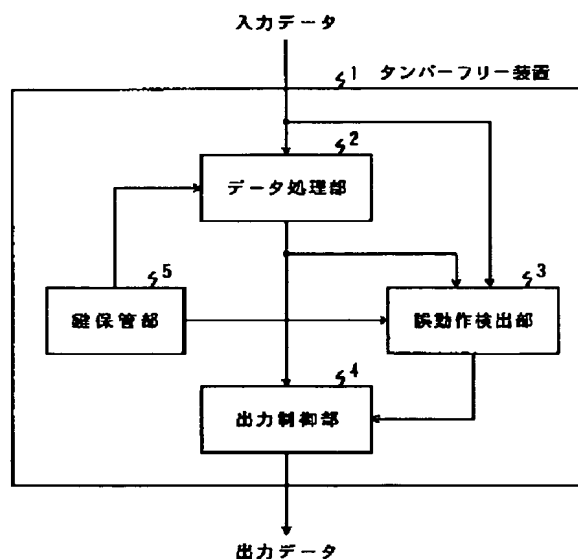 入力データ
1 タンパーフリー装置
2
データ処理部
5
3
鍵保管部
誤動作検出部
4
出力制御部
出力データ